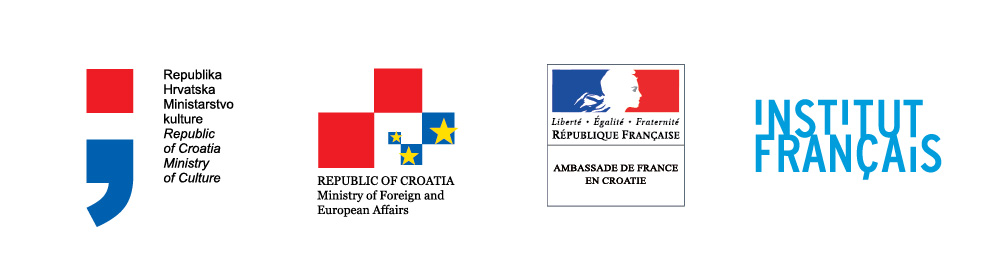 Republika
Hrvatska
Ministarstvo
kulture
Republic
of Croatia
Ministry
of Culture
REPUBLIC OF CROATIA
Ministry of Foreign and
European Affairs
Liberté • Égalité • Fraternité
RÉPUBLIQUE FRANÇAISE
AMBASSADE DE FRANCE
EN CROATIE
INSTITUT
FRANÇAIS